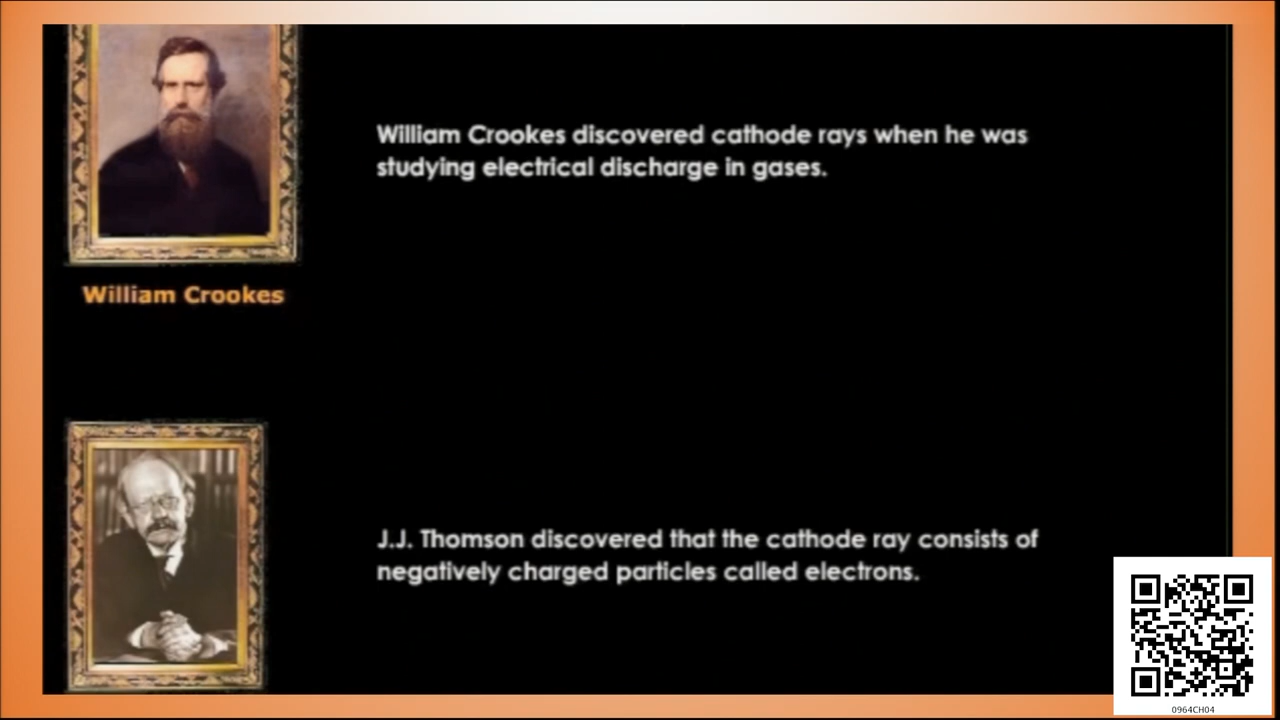 William Crookes discovered cathode rays when he was
studying electrical discharge in gases.
William Crookes
J.J. Thomson discovered that the cathode ray consists of
negatively charged particles called electrons.
0964CH04